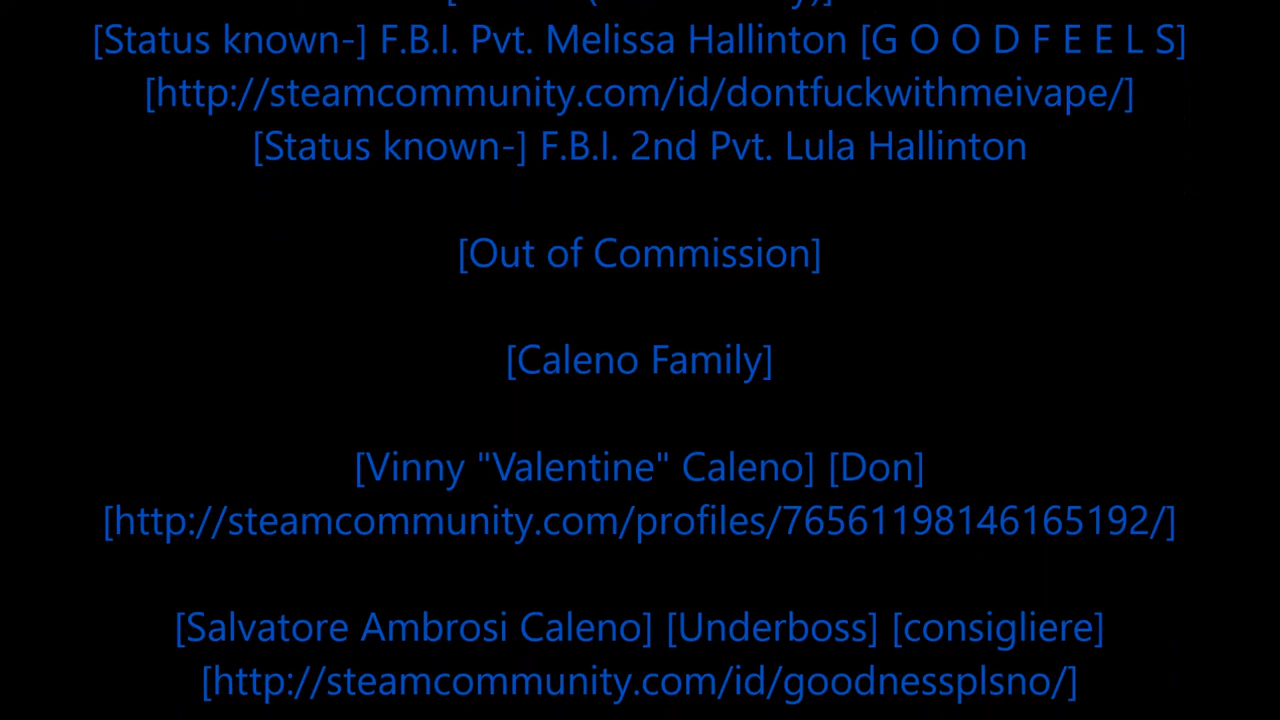 [Status known-] F.B.I. Pvt. Melissa Hallinton [G O O D F E E L S]
[http://steamcommunity.com/id/dontfuckwithmeivape/]
[Status known-] F.B.I. 2nd Pvt. Lula Hallinton
[Out of Commission]
[Caleno Family]
[Vinny "Valentine" Caleno] [Don]
[http://steamcommunity.com/profiles/76561198146165192/]
[Salvatore Ambrosi Caleno] [Underboss] [consigliere]
[http://steamcommunity.com/id/goodnessplsno/]